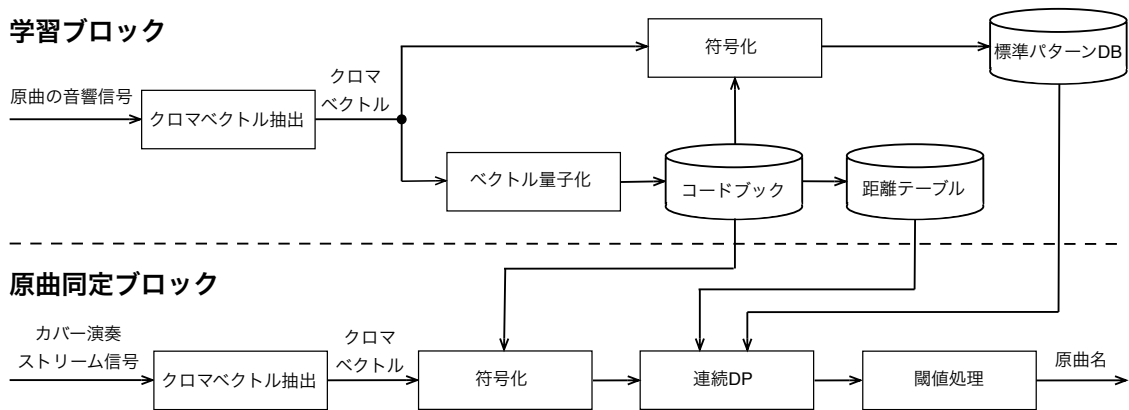 学習ブロック
原曲の音響信号
クロマベクトル抽出
クロマ
ベクトル
符号化
標準パターンDB
ベクトル量子化
コードブック
距離テーブル
原曲同定ブロック
カバー演奏
ストリーム信号
クロマベクトル抽出
クロマ
ベクトル
符号化
連続DP
閾値処理
原曲名